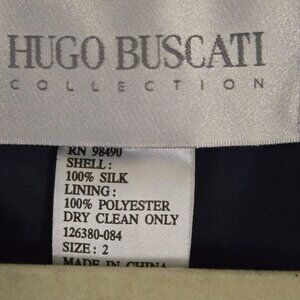 HUGO BUSCATI
COLLECTION
RN 98490
SHELL:
100% SILK
LINING:
100% POLYESTER
DRY CLEAN ONLY
126380-084
SIZE: 2
MADE IN CHINA